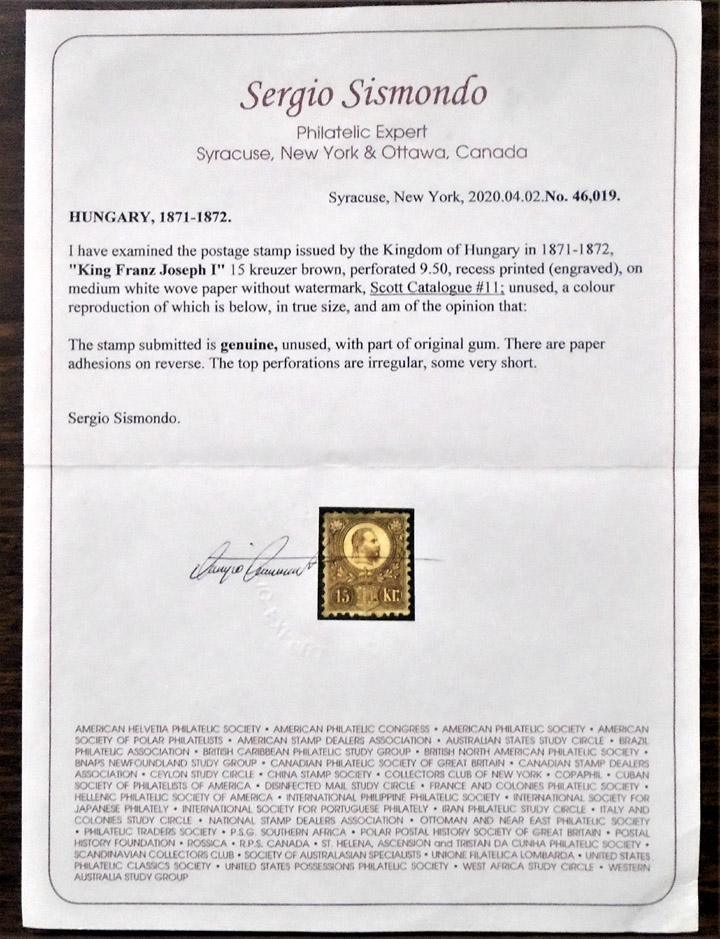 Sergio Sismondo
Philatelic Expert
Syracuse, New York & Ottawa, Canada
Syracuse, New York, 2020.04.02.No. 46,019.
HUNGARY, 1871-1872.
I have examined the postage stamp issued by the Kingdom of Hungary in 1871-1872,
"King Franz Joseph I" 15 kreuzer brown, perforated 9.50, recess printed (engraved), on
medium white wove paper without watermark, Scott Catalogue #11; unused, a colour
reproduction of which is below, in true size, and am of the opinion that:
The stamp submitted is genuine, unused, with part of original gum. There are paper
adhesions on reverse. The top perforations are irregular, some very short.
Sergio Sismondo.
15 Kr.
AMERICAN HELVETIA PHILATELIC SOCIETY • AMERICAN PHILATELIC CONGRESS • AMERICAN PHILATELIC SOCIETY • AMERICAN
SOCIETY OF POLAR PHILATELISTS • AMERICAN STAMP DEALERS ASSOCIATION • AUSTRALIAN STATES STUDY CIRCLE • BRAZIL
PHILATELIC ASSOCIATION • BRITISH CARIBBEAN PHILATELIC STUDY GROUP • BRITISH NORTH AMERICAN PHILATELIC SOCIETY •
BNAPS NEWFOUNDLAND STUDY GROUP • CANADIAN PHILATELIC SOCIETY OF GREAT BRITAIN • CANADIAN STAMP DEALERS
ASSOCIATION • CEYLON STUDY CIRCLE • CHINA STAMP SOCIETY • COLLECTORS CLUB OF NEW YORK • COPAPHIL • CUBAN
SOCIETY OF PHILATELISTS OF AMERICA • DISINFECTED MAIL STUDY CIRCLE • FRANCE AND COLONIES PHILATELIC SOCIETY •
HELLENIC PHILATELIC SOCIETY OF AMERICA • INTERNATIONAL PHILIPPINE PHILATELIC SOCIETY • INTERNATIONAL SOCIETY FOR
JAPANESE PHILATELY • INTERNATIONAL SOCIETY FOR PORTUGUESE PHILATELY • IRAN PHILATELIC STUDY CIRCLE • ITALY AND
COLONIES STUDY CIRCLE • NATIONAL STAMP DEALERS ASSOCIATION • OTTOMAN AND NEAR EAST PHILATELIC SOCIETY
• PHILATELIC TRADERS SOCIETY • P.S.G. SOUTHERN AFRICA • POLAR POSTAL HISTORY SOCIETY OF GREAT BRITAIN • POSTAL
HISTORY FOUNDATION • ROSSICA • R.P.S. CANADA • ST. HELENA, ASCENSION and TRISTAN DA CUNHA PHILATELIC SOCIETY •
SCANDINAVIAN COLLECTORS CLUB • SOCIETY OF AUSTRALASIAN SPECIALISTS • UNIONE FILATELICA LOMBARDA • UNITED STATES
PHILATELIC CLASSICS SOCIETY • UNITED STATES POSSESSIONS PHILATELIC SOCIETY • WEST AFRICA STUDY CIRCLE • WESTERN
AUSTRALIA STUDY GROUP